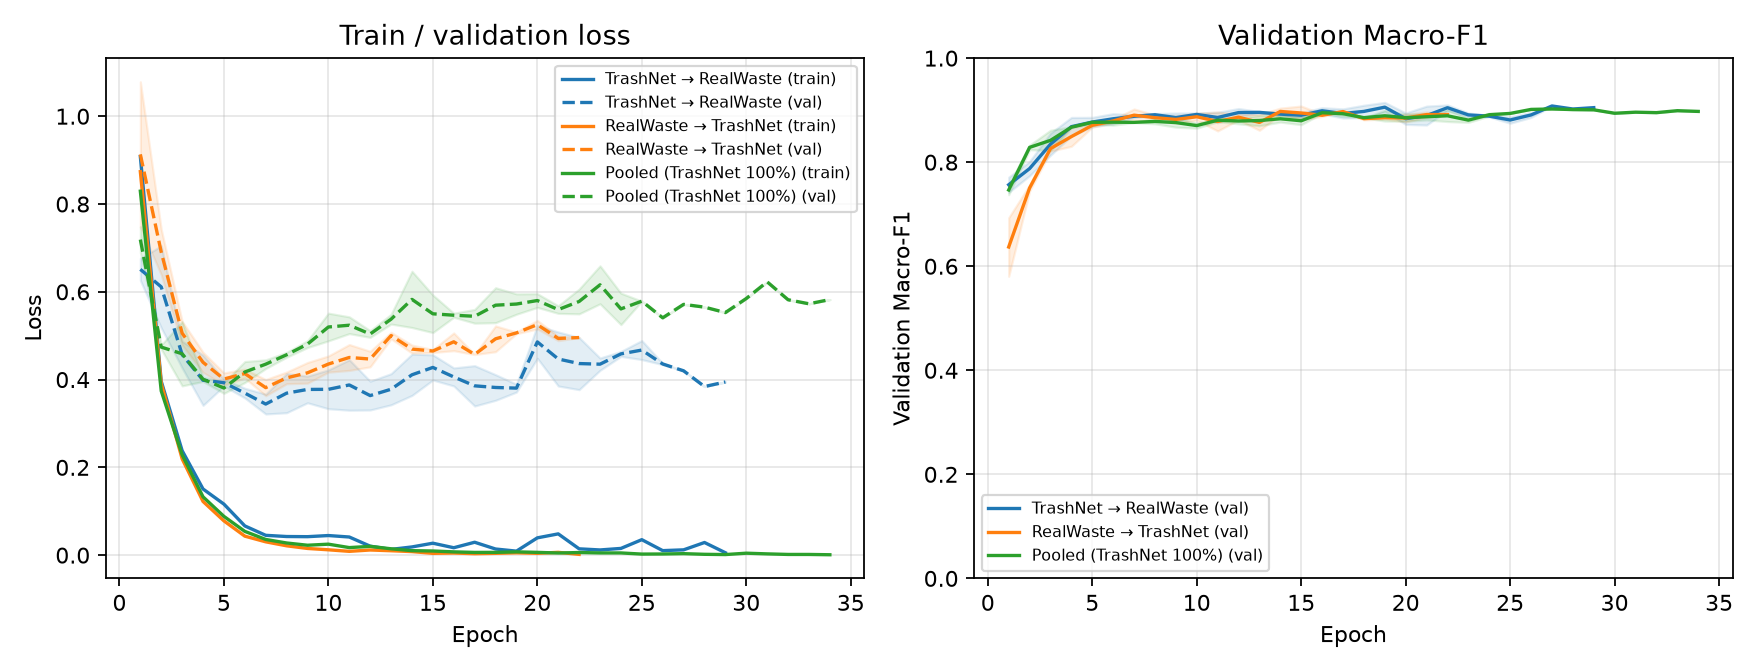 Train / validation loss
TrashNet → RealWaste (train)
TrashNet → RealWaste (val)
RealWaste → TrashNet (train)
RealWaste → TrashNet (val)
Pooled (TrashNet 100%) (train)
Pooled (TrashNet 100%) (val)
1.0
0.8
0.6
0.4
0.2
0.0
Loss
0 5 10 15 20 25 30 35
Epoch
Validation Macro-F1
1.0
0.8
0.6
0.4
0.2
0.0
Validation Macro-F1
TrashNet → RealWaste (val)
RealWaste → TrashNet (val)
Pooled (TrashNet 100%) (val)
0 5 10 15 20 25 30 35
Epoch